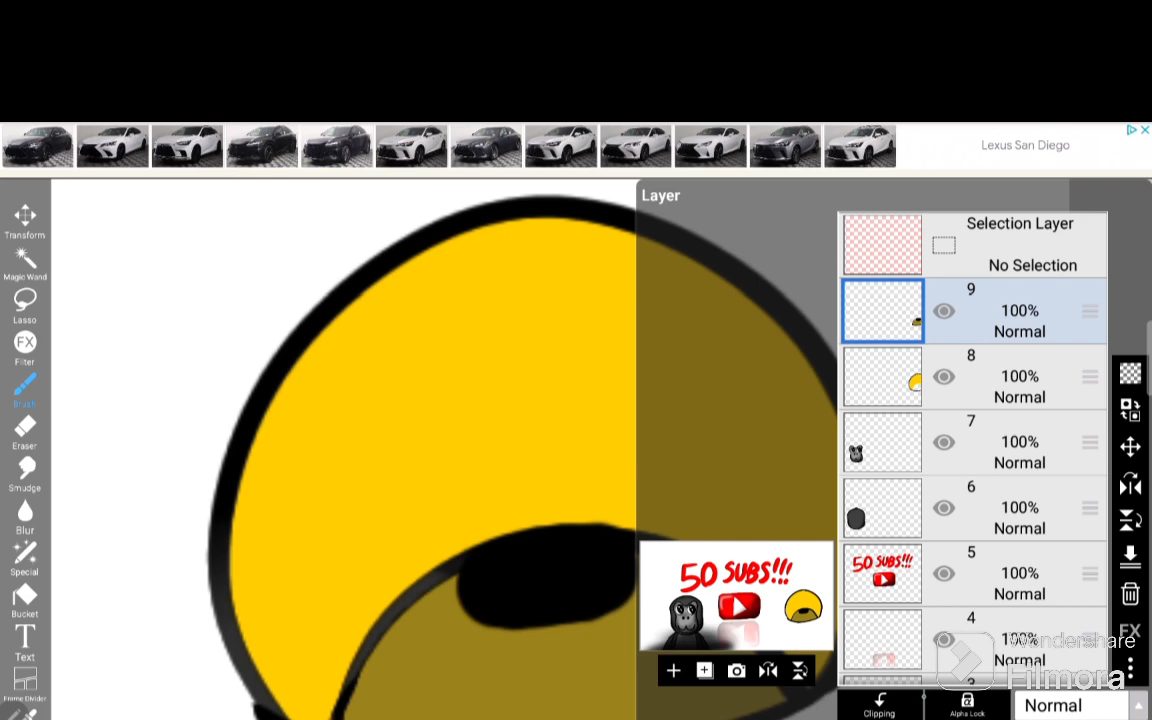 Lexus San Diego
Layer
Transform
Magic Wand
Lasso
FX
Filter
Brush
Eraser
Smudge
Blur
Special
Bucket
T
Text
Frame Divider
Selection Layer
No Selection
9
100%
Normal
8
100%
Normal
7
100%
Normal
6
100%
Normal
5
50 SUBS!!!
100%
Normal
4
100%
Normal
50 SUBS!!!
FX
Wondershare
Filmora
Clipping
Alpha Lock
Normal